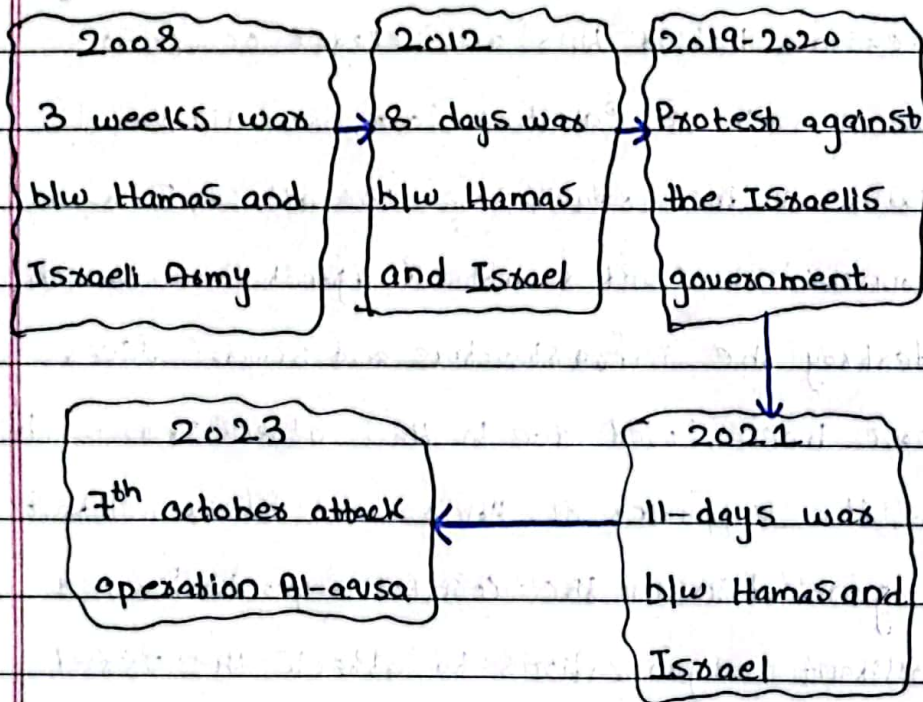 2008
3 weeks war
b/w Hamas and
Israeli Army
2012
8 days war
b/w Hamas
and Israel
2019-2020
Protest against
the Israelis
government
2021
11-days war
b/w Hamas and
Israel
2023
7th october attack
operation Al-aqsa